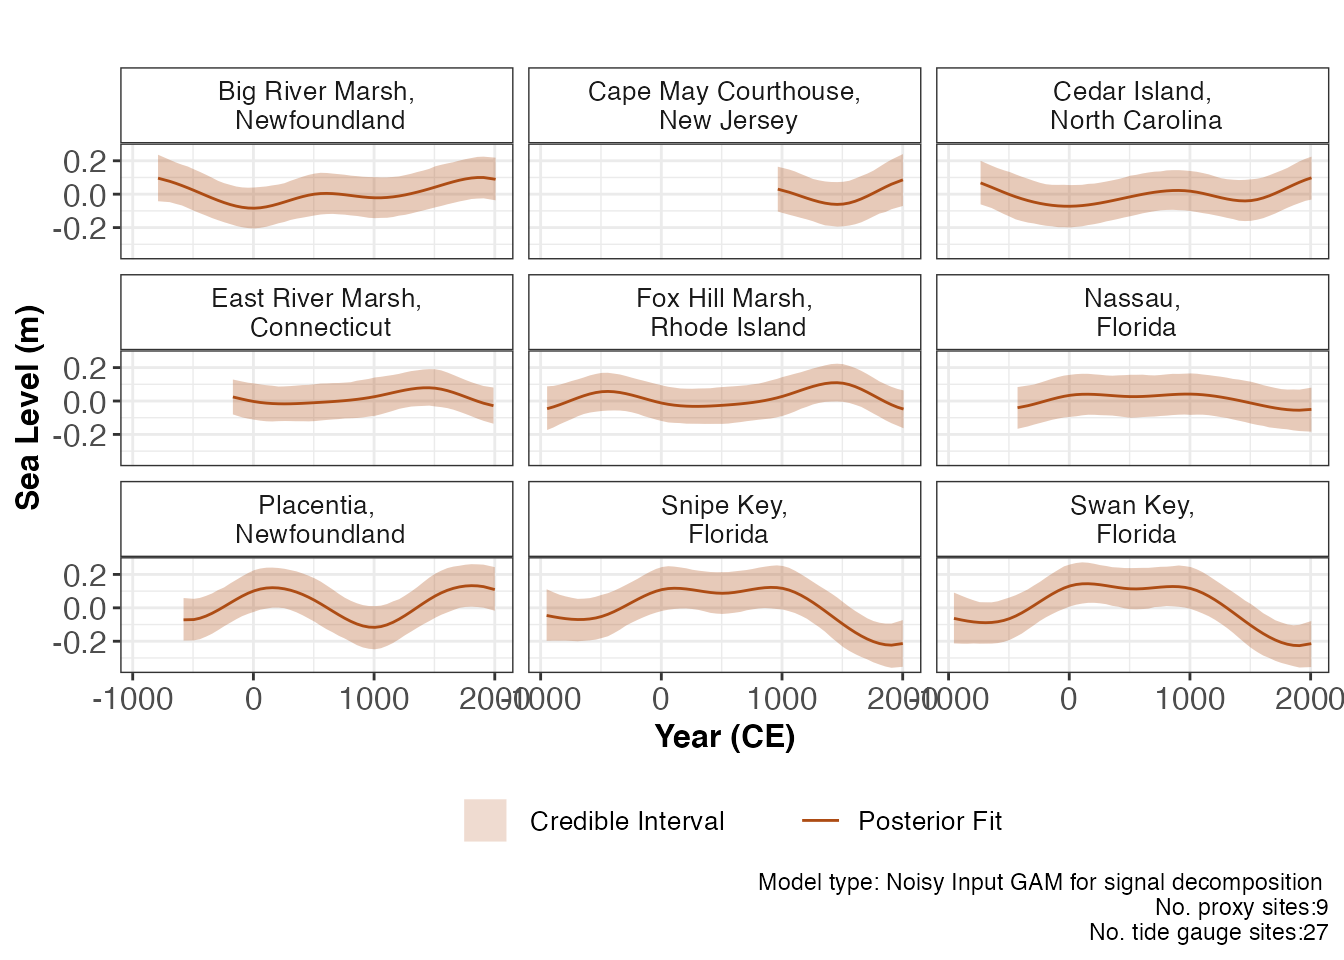 Big River Marsh,
Newfoundland
Cape May Courthouse,
New Jersey
Cedar Island,
North Carolina
0.2
0.0
-0.2
East River Marsh,
Connecticut
Fox Hill Marsh,
Rhode Island
Nassau,
Florida
0.2
0.0
-0.2
Placentia,
Newfoundland
Snipe Key,
Florida
Swan Key,
Florida
0.2
0.0
-0.2
-1000 0 1000 2000 -1000 0 1000 2000 -1000 0 1000 2000
Sea Level (m)
Year (CE)
Credible Interval Posterior Fit
Model type: Noisy Input GAM for signal decomposition
No. proxy sites:9
No. tide gauge sites:27